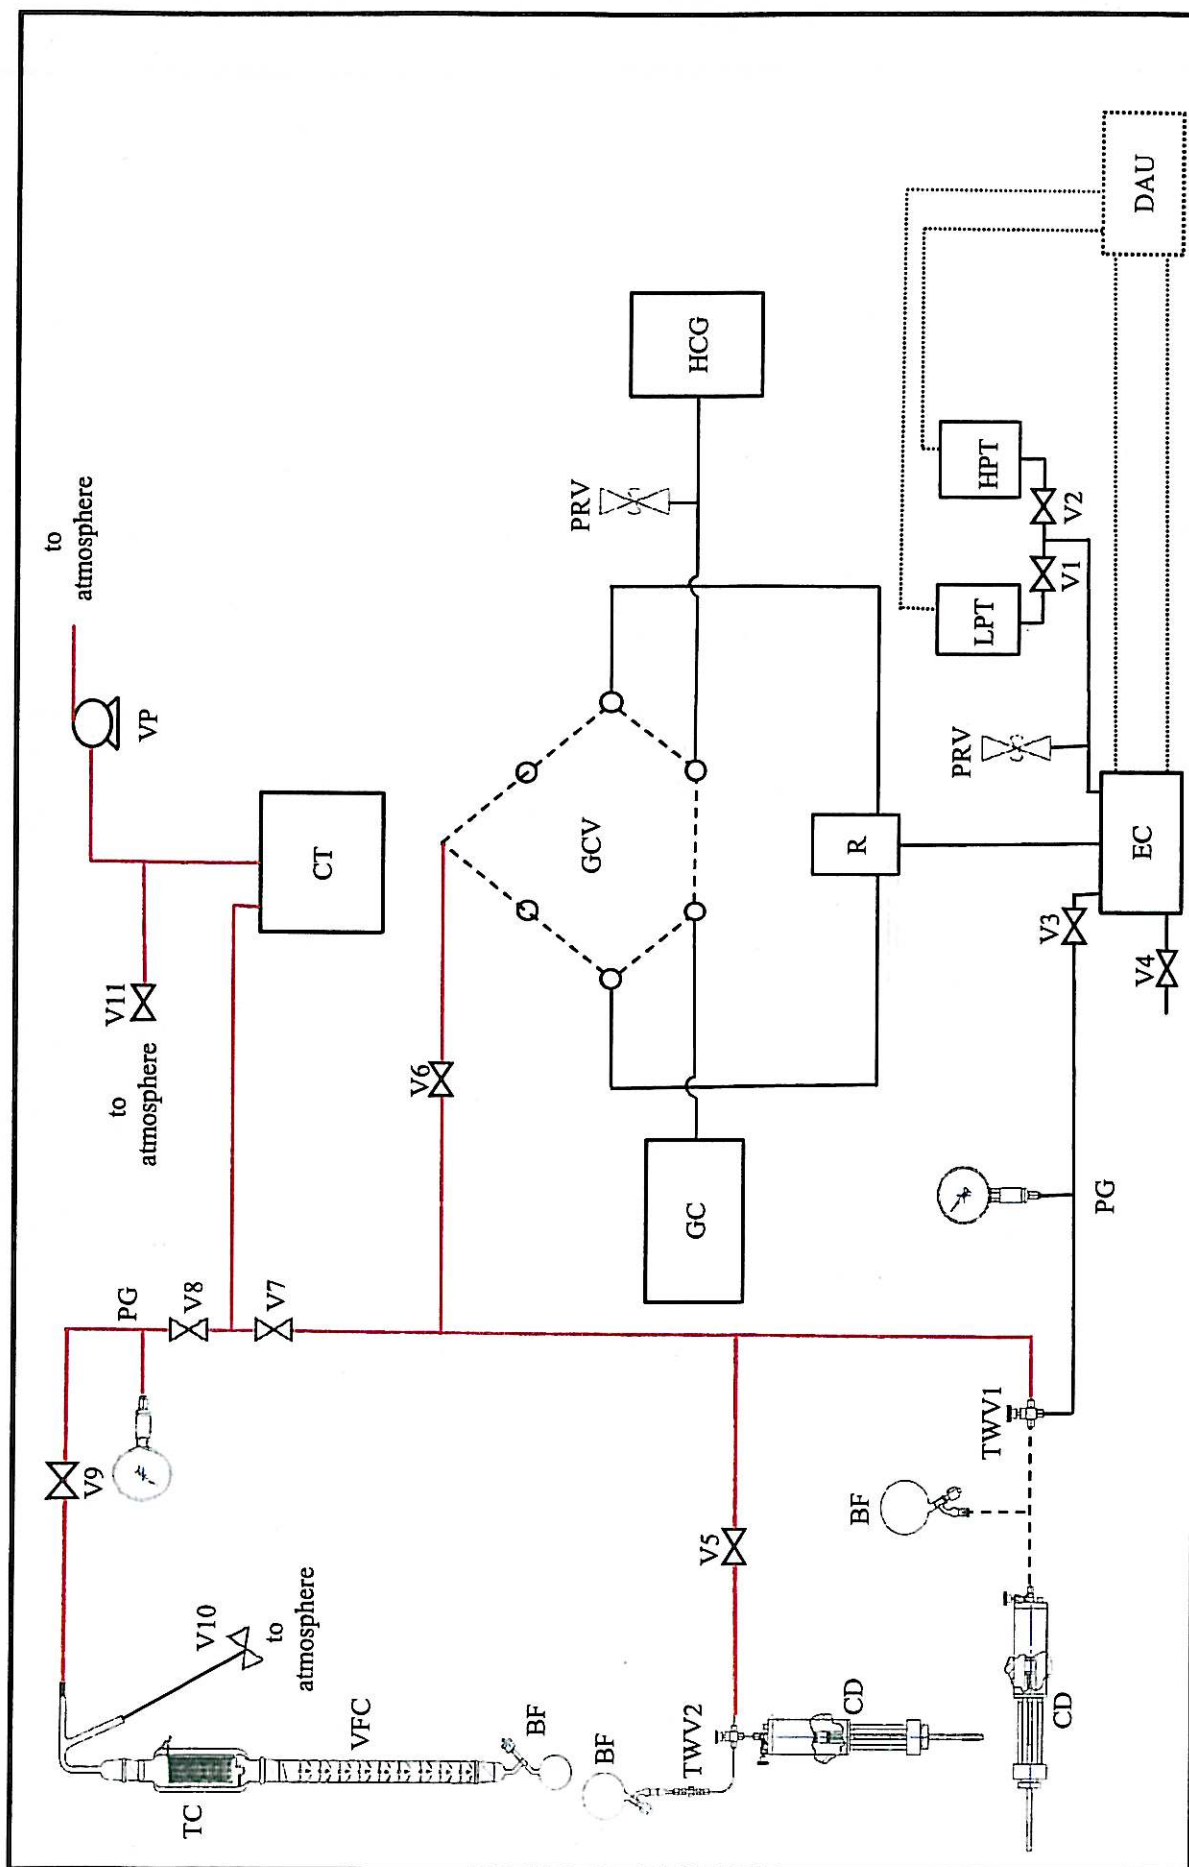 to
atmosphere
VP
V11
to
atmosphere
CT
PG
V8
V7
V9
V10
to
atmosphere
TC
VFC
BF
V6
GCV
PRV
HCG
GC
R
BF
TWV2
CD
V5
LPT
HPT
V1
V2
DAU
PRV
EC
V3
V4
PG
TWV1
BF
CD